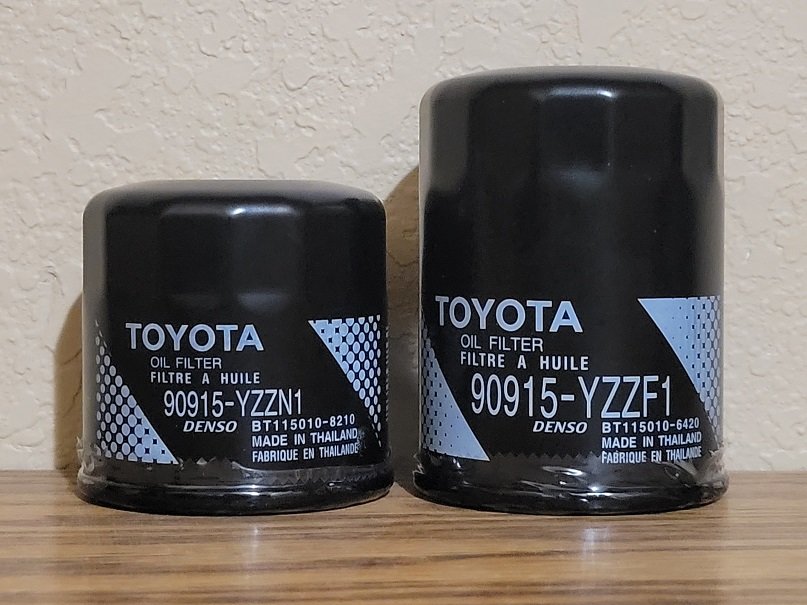 TOYOTA
OIL FILTER
FILTRE A HUILE
90915-YZZN1
DENSO BT115010-8210
MADE IN THAILAND
FABRIQUE EN THAILANDE
TOYOTA
OIL FILTER
FILTRE A HUILE
90915-YZZF1
DENSO BT115010-6420
MADE IN THAILAND
FABRIQUE EN THAILANDE